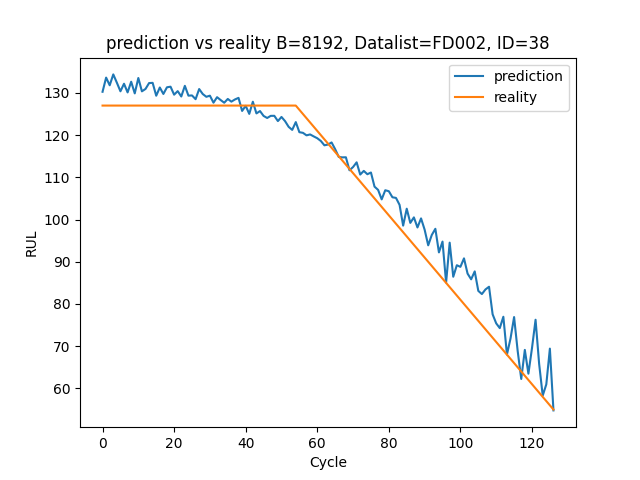 prediction vs reality B=8192, Datalist=FD002, ID=38
prediction
reality
RUL
130
120
110
100
90
80
70
60
0 20 40 60 80 100 120
Cycle